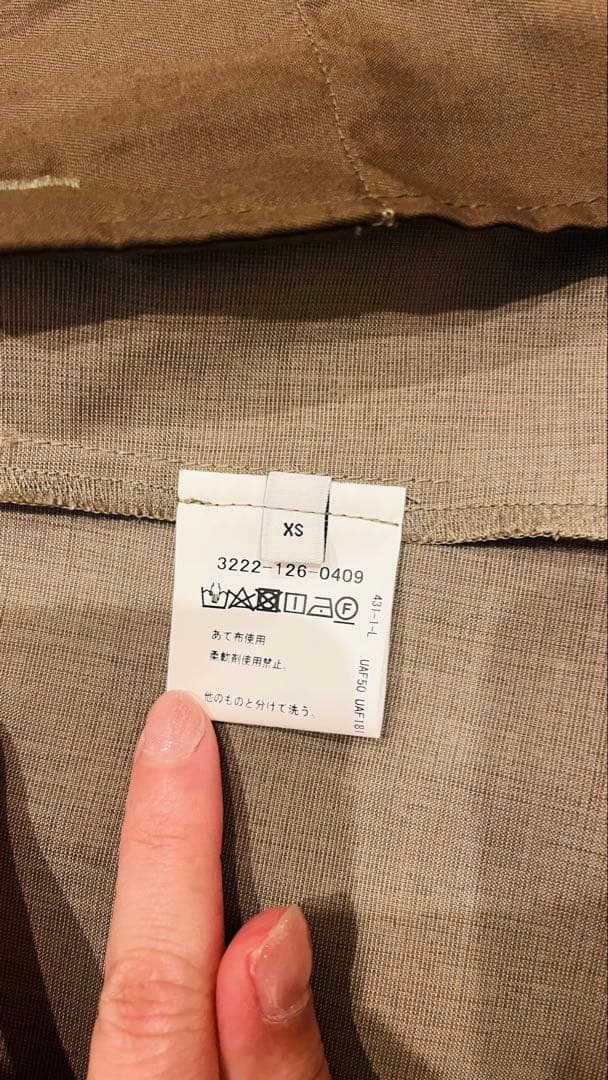 XS
3222-126-0409
F
あて布使用
柔軟剤使用禁止。
他のものと分けて洗う。
431-1-L
UAF50 UAF181